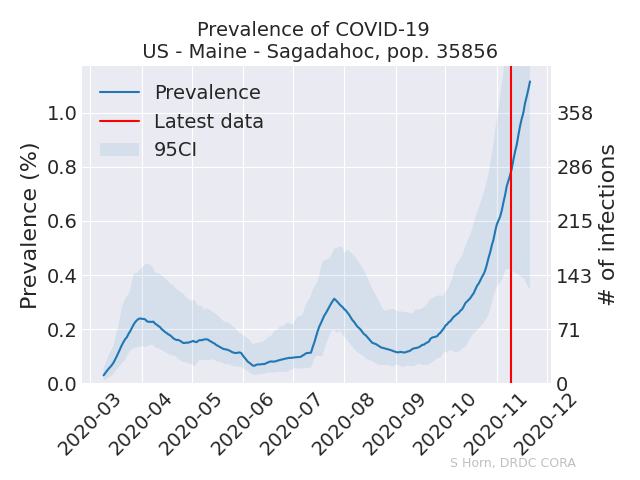 Prevalence of COVID-19
US - Maine - Sagadahoc, pop. 35856
Prevalence
Latest data
95CI
Prevalence (%)
1.0
0.8
0.6
0.4
0.2
0.0
358
286
215
143
71
0
# of infections
2020-03
2020-04
2020-05
2020-06
2020-07
2020-08
2020-09
2020-10
2020-11
2020-12
S Horn, DRDC CORA